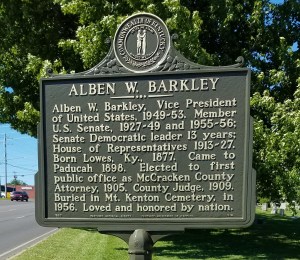 COMMONWEALTH OF KENTUCKY
ALBEN W. BARKLEY
Alben W. Barkley, Vice President
of United States, 1949-53. Member
U.S. Senate, 1927-49 and 1955-56;
Senate Democratic leader 13 years;
House of Representatives 1913-27.
Born Lowes, Ky., 1877. Came to
Paducah 1898. Elected to first
public office as McCracken County
Attorney, 1905, County Judge, 1909.
Buried in Mt. Kenton Cemetery, in
1956. Loved and honored by nation.